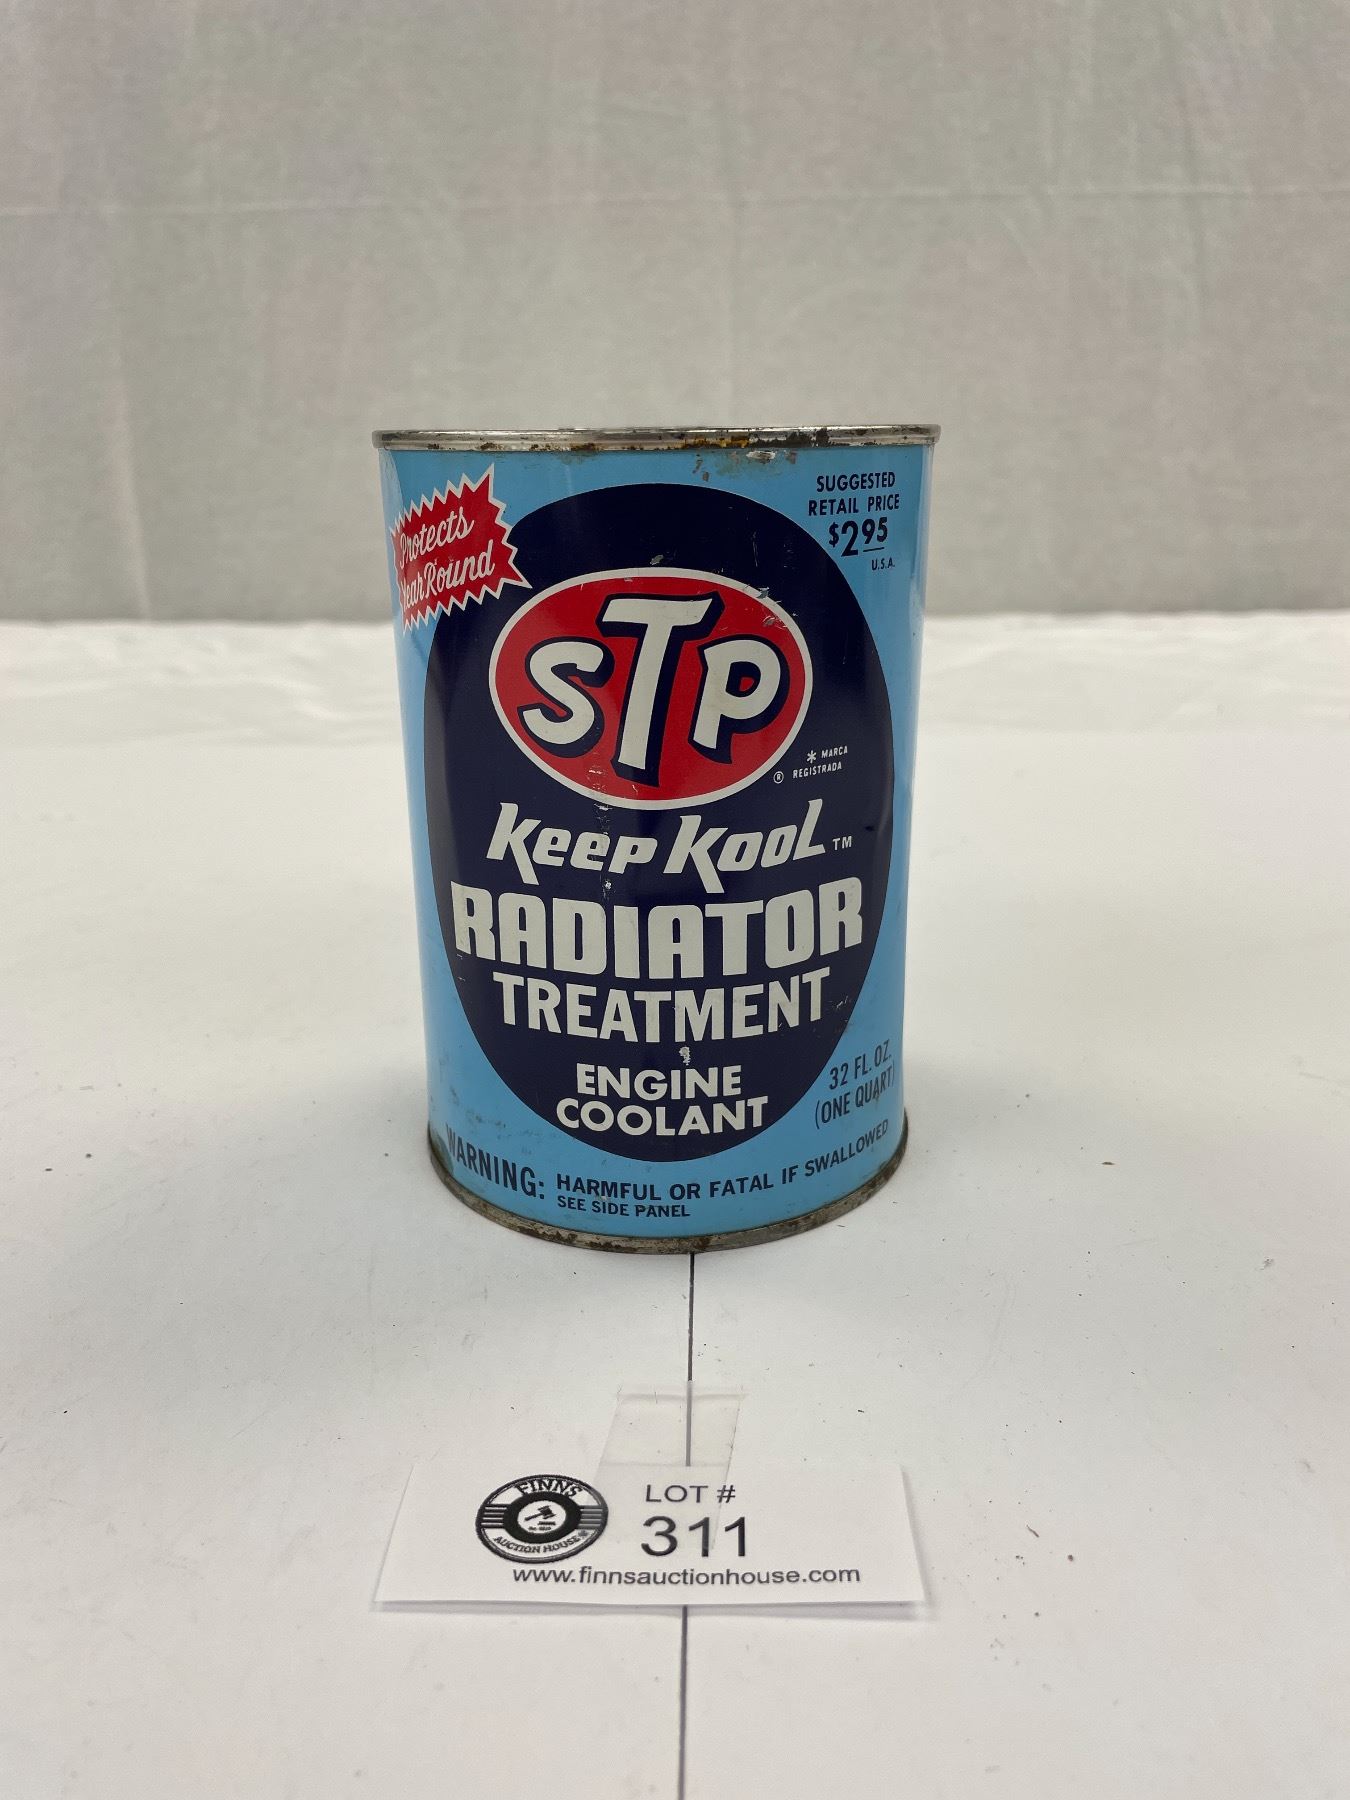 Protects
Year Round
SUGGESTED
RETAIL PRICE
$2.95
U.S.A.
STP
* MARCA
® REGISTRADA
Keep Kool™
RADIATOR
TREATMENT
ENGINE
COOLANT
32 FL. OZ.
(ONE QUART)
WARNING: HARMFUL OR FATAL IF SWALLOWED
SEE SIDE PANEL
FINNS
AUCTION HOUSE
LOT #
311
www.finnsauctionhouse.com